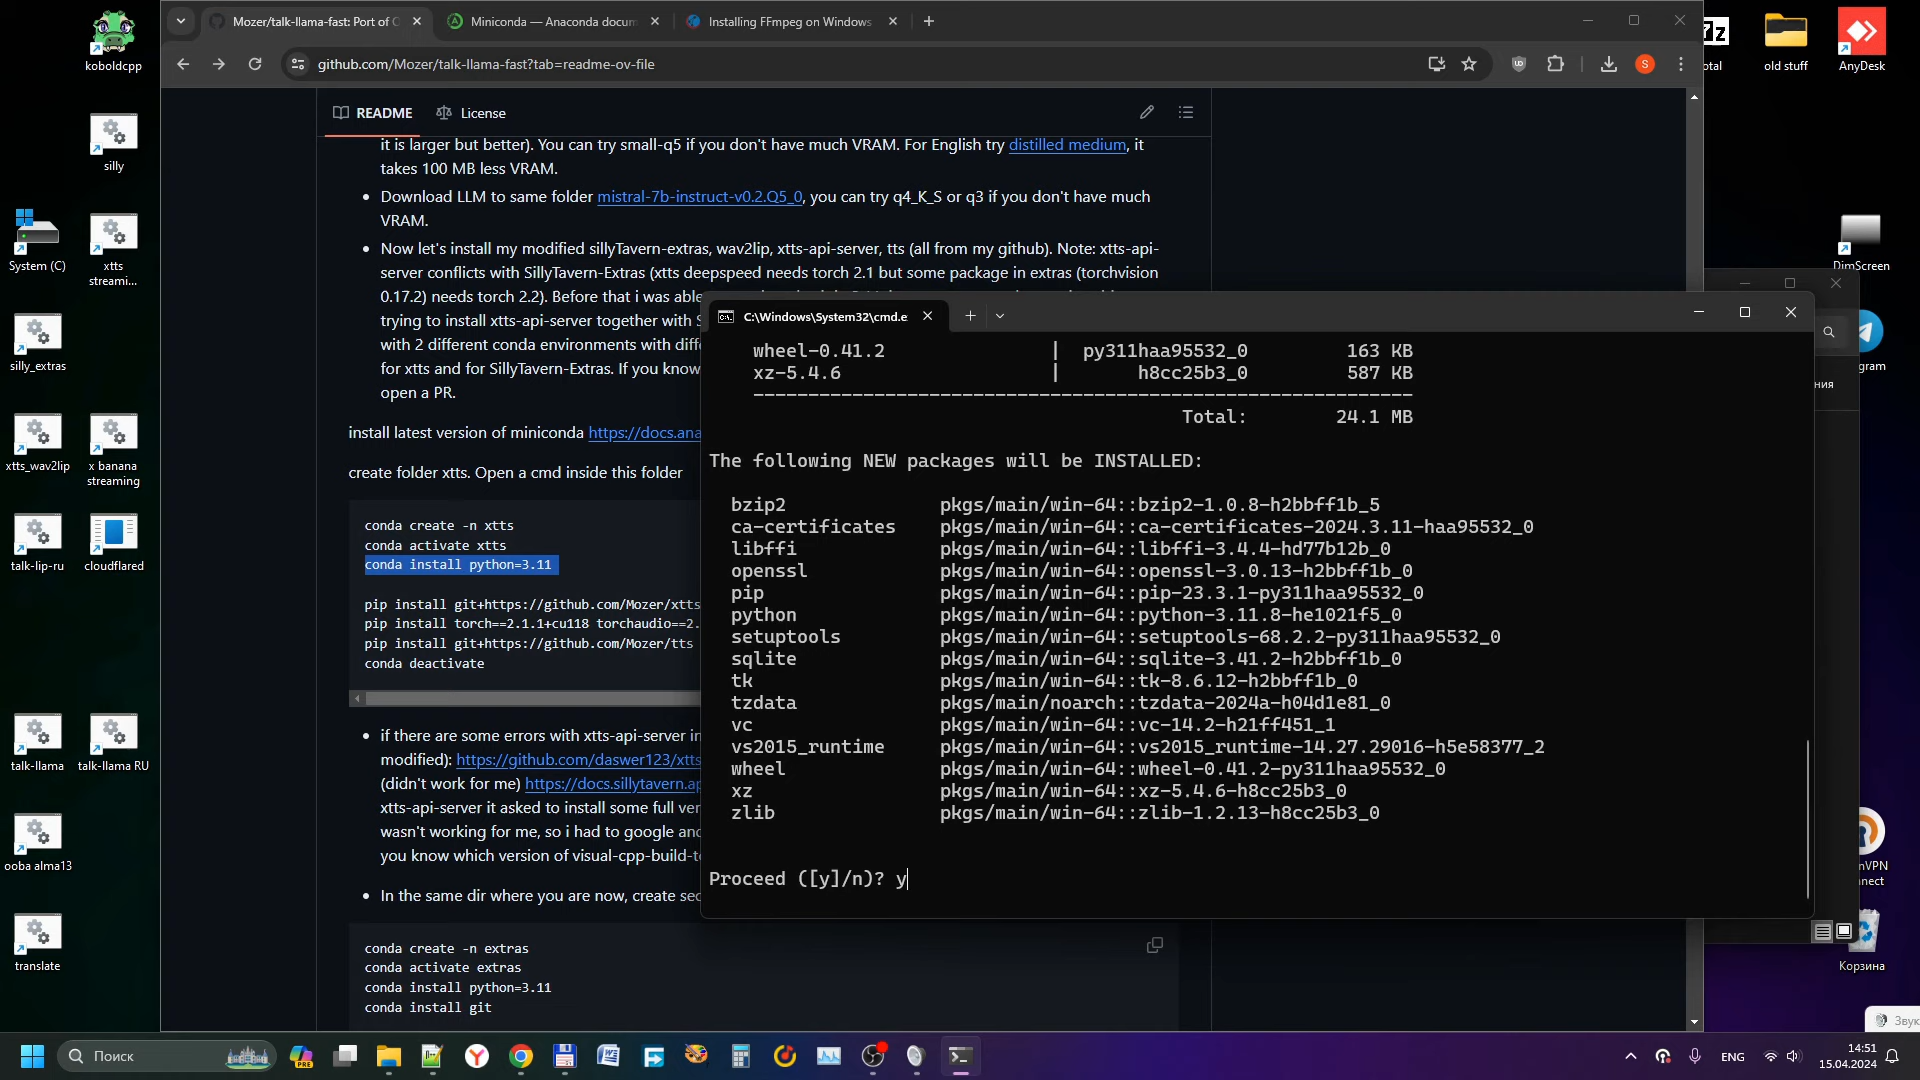 Mozer/talk-llama-fast: Port of
Miniconda — Anaconda docum
Installing FFmpeg on Windows
github.com/Mozer/talk-llama-fast?tab=readme-ov-file
README
License
it is larger but better). You can try small-q5 if you don't have much VRAM. For English try distilled medium, it
takes 100 MB less VRAM.
Download LLM to same folder mistral-7b-instruct-v0.2.Q5_0, you can try q4_K_S or q3 if you don't have much
VRAM.
Now let's install my modified sillyTavern-extras, wav2lip, xtts-api-server, tts (all from my github). Note: xtts-api-
server conflicts with SillyTavern-Extras (xtts deepspeed needs torch 2.1 but some package in extras (torchvision
0.17.2) needs torch 2.2). Before that i was able
trying to install xtts-api-server together with S
with 2 different conda environments with diffe
for xtts and for SillyTavern-Extras. If you know
open a PR.
install latest version of miniconda https://docs.ana
create folder xtts. Open a cmd inside this folder
conda create -n xtts
conda activate xtts
conda install python=3.11
pip install git+https://github.com/Mozer/xtts
pip install torch==2.1.1+cu118 torchaudio==2.
pip install git+https://github.com/Mozer/tts
conda deactivate
if there are some errors with xtts-api-server in
modified): https://github.com/daswer123/xtts
(didn't work for me) https://docs.sillytavern.ap
xtts-api-server it asked to install some full ver
wasn't working for me, so i had to google and
you know which version of visual-cpp-build-to
In the same dir where you are now, create sec
conda create -n extras
conda activate extras
conda install python=3.11
conda install git
C:\Windows\System32\cmd.e
wheel-0.41.2 | py311haa95532_0 163 KB
xz-5.4.6 | h8cc25b3_0 587 KB
------------------------------------------------------------
Total: 24.1 MB
The following NEW packages will be INSTALLED:
bzip2 pkgs/main/win-64::bzip2-1.0.8-h2bbff1b_5
ca-certificates pkgs/main/win-64::ca-certificates-2024.3.11-haa95532_0
libffi pkgs/main/win-64::libffi-3.4.4-hd77b12b_0
openssl pkgs/main/win-64::openssl-3.0.13-h2bbff1b_0
pip pkgs/main/win-64::pip-23.3.1-py311haa95532_0
python pkgs/main/win-64::python-3.11.8-he1021f5_0
setuptools pkgs/main/win-64::setuptools-68.2.2-py311haa95532_0
sqlite pkgs/main/win-64::sqlite-3.41.2-h2bbff1b_0
tk pkgs/main/win-64::tk-8.6.12-h2bbff1b_0
tzdata pkgs/main/noarch::tzdata-2024a-h04d1e81_0
vc pkgs/main/win-64::vc-14.2-h21ff451_1
vs2015_runtime pkgs/main/win-64::vs2015_runtime-14.27.29016-h5e58377_2
wheel pkgs/main/win-64::wheel-0.41.2-py311haa95532_0
xz pkgs/main/win-64::xz-5.4.6-h8cc25b3_0
zlib pkgs/main/win-64::zlib-1.2.13-h8cc25b3_0
Proceed ([y]/n)? y
koboldcpp
silly
System (C)
xtts
streami...
silly_extras
xtts_wav2lip
x banana
streaming
talk-lip-ru
cloudflared
talk-llama
talk-llama RU
ooba alma13
translate
otal
old stuff
AnyDesk
DimScreen
gram
ния
nVPN
nnect
Корзина
Звук
Поиск
PRE
ENG
14:51
15.04.2024